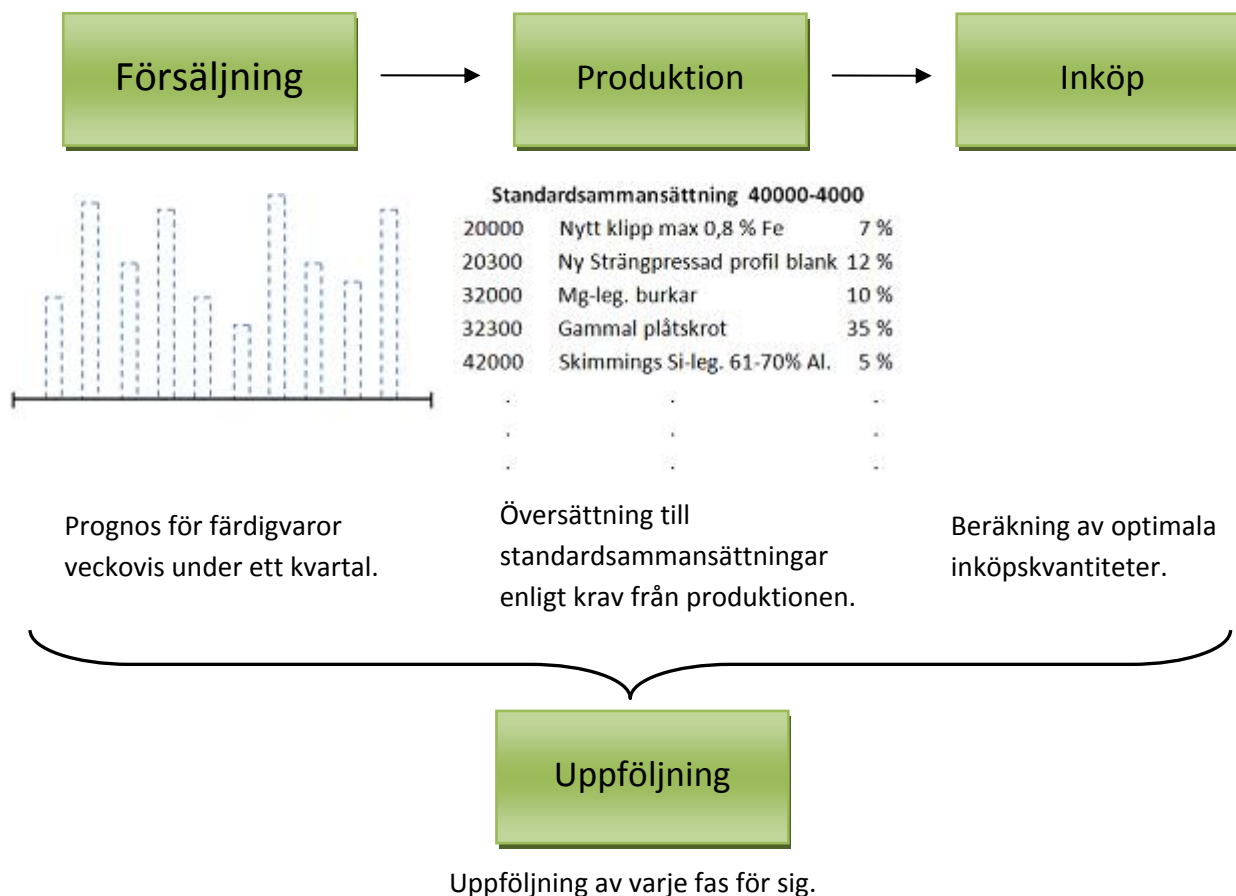 Försäljning
Produktion
Inköp
Standardsammansättning 40000-4000
20000 Nytt klipp max 0,8 % Fe 7 %
20300 Ny Strängpressad profil blank 12 %
32000 Mg-leg. burkar 10 %
32300 Gammal plåtskrot 35 %
42000 Skimmings Si-leg. 61-70% Al. 5 %
. . .
. . .
. . .
Prognos för färdigvaror
veckovis under ett kvartal.
Översättning till
standardsammansättningar
enligt krav från produktionen.
Beräkning av optimala
inköpskvantiteter.
Uppföljning
Uppföljning av varje fas för sig.